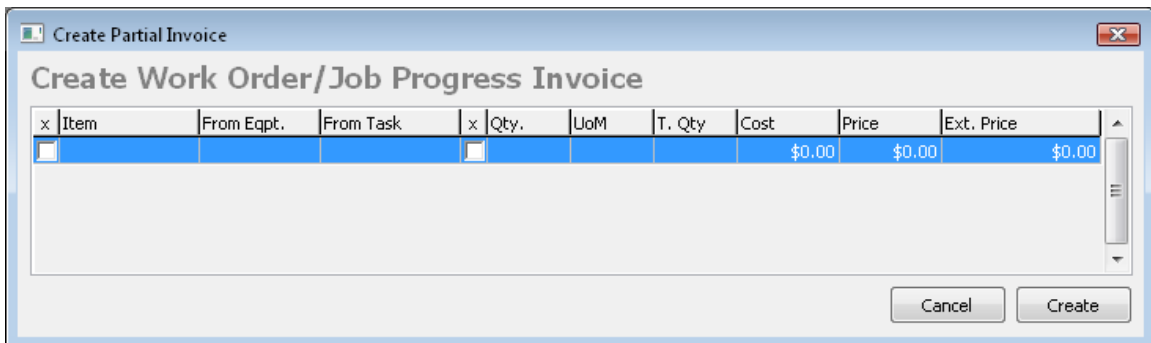 Create Partial Invoice
Create Work Order/Job Progress Invoice
x Item From Eqpt. From Task x Qty. UoM T. Qty Cost Price Ext. Price
$0.00 $0.00 $0.00
Cancel Create